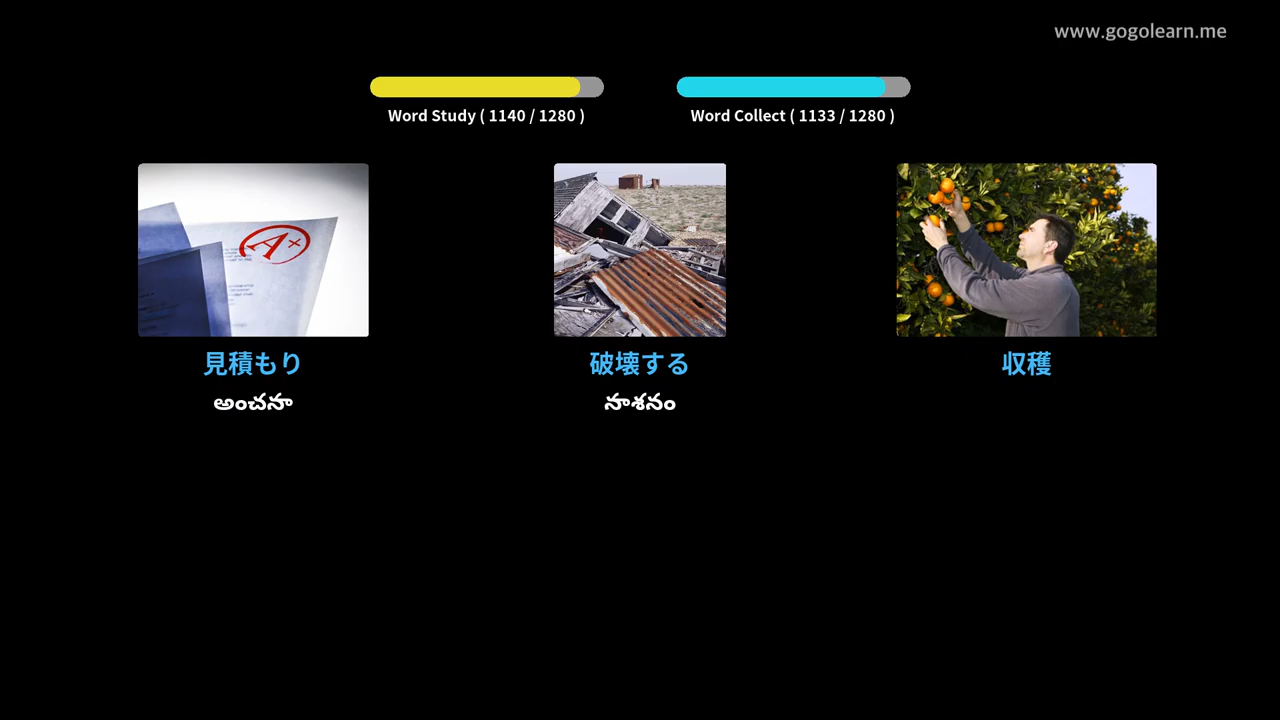 www.gogolearn.me
Word Study ( 1140 / 1280 )
Word Collect ( 1133 / 1280 )
A+
見積もり
破壊する
収穫
అంచనా
నాశనం